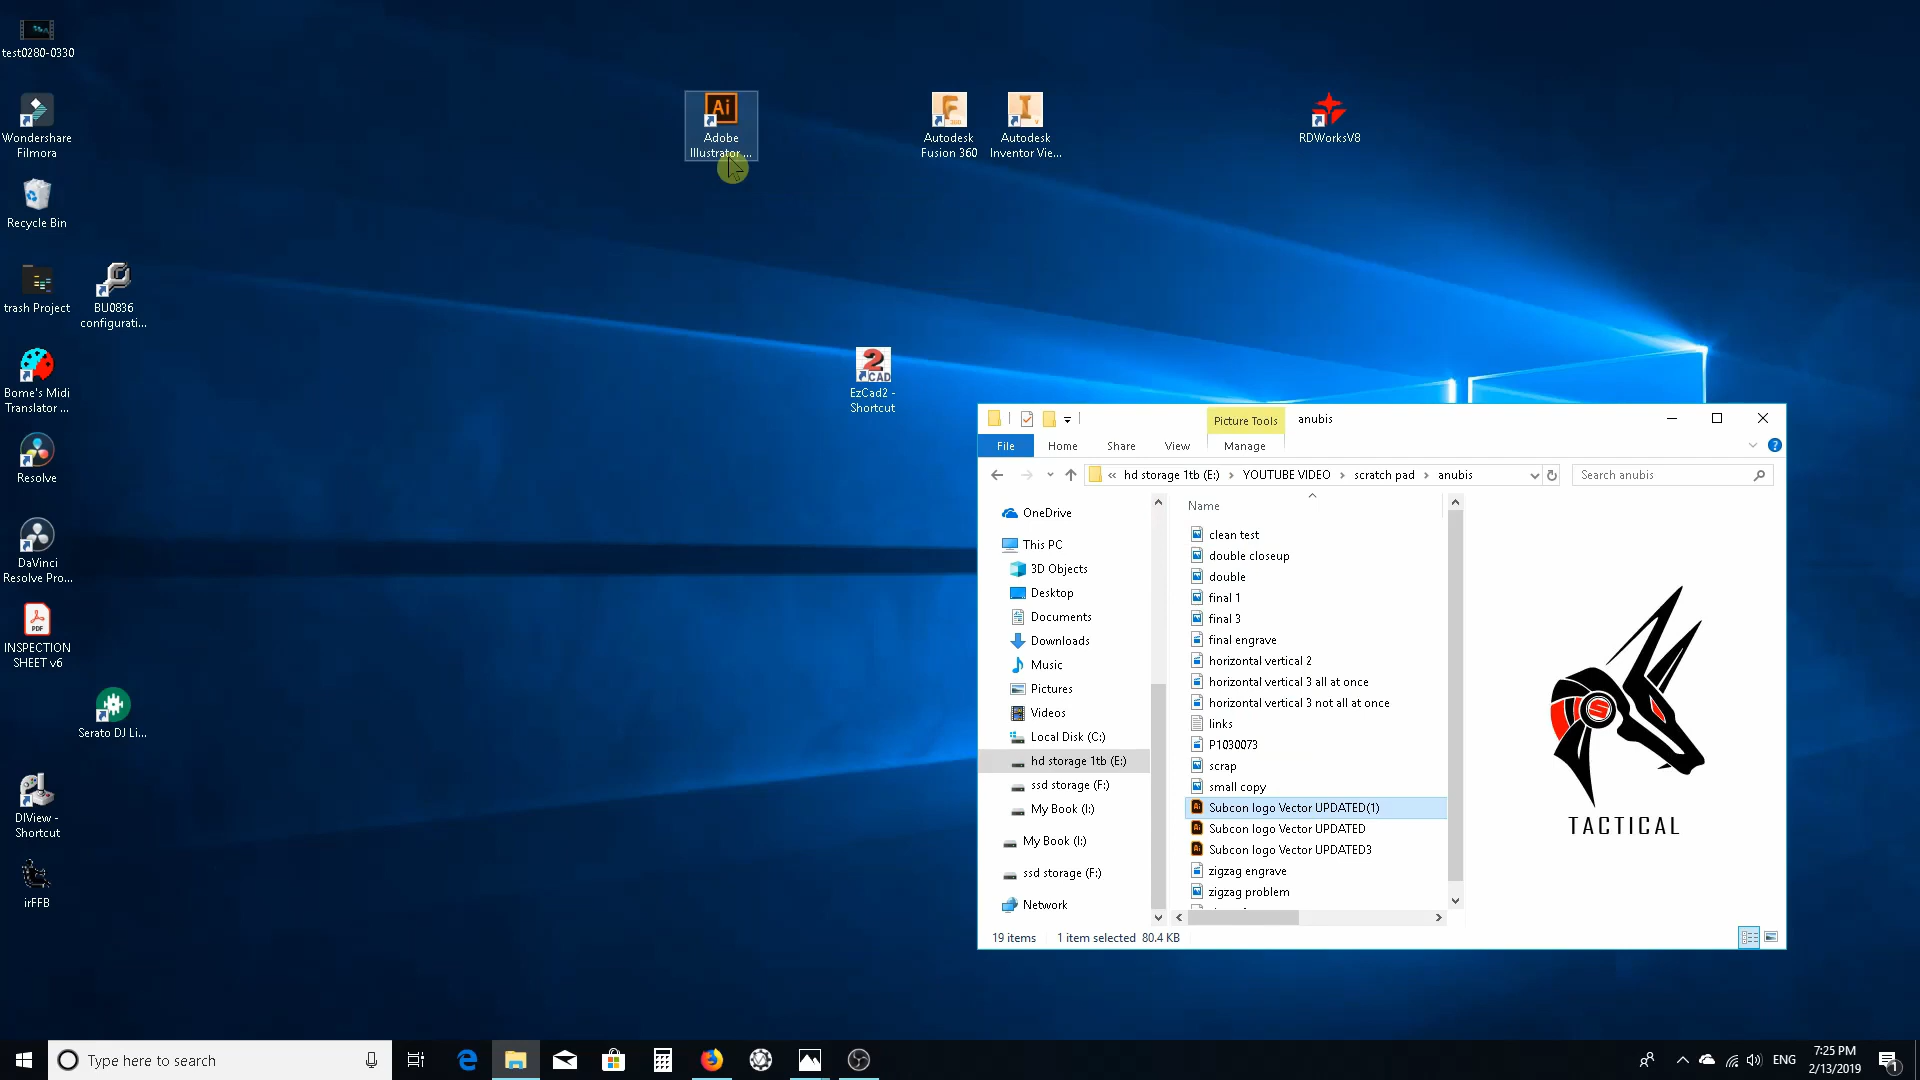 test0280-0330
Wondershare
Filmora
Recycle Bin
trash Project
BU0836
configurati...
Bome's Midi
Translator ...
Resolve
DaVinci
Resolve Pro...
PDF
INSPECTION
SHEET v6
Serato DJ Li...
DIView -
Shortcut
irFFB
Ai
Adobe
Illustrator ...
F
360
Autodesk
Fusion 360
I
Autodesk
Inventor Vie...
RDWorksV8
2
CAD
EzCad2 -
Shortcut
Picture Tools
anubis
File
Home
Share
View
Manage
« hd storage 1tb (E:) › YOUTUBE VIDEO › scratch pad › anubis
Search anubis
OneDrive
This PC
3D Objects
Desktop
Documents
Downloads
Music
Pictures
Videos
Local Disk (C:)
hd storage 1tb (E:)
ssd storage (F:)
My Book (I:)
My Book (I:)
ssd storage (F:)
Network
Name
clean test
double closeup
double
final 1
final 3
final engrave
horizontal vertical 2
horizontal vertical 3 all at once
horizontal vertical 3 not all at once
links
P1030073
scrap
small copy
Subcon logo Vector UPDATED(1)
Subcon logo Vector UPDATED
Subcon logo Vector UPDATED3
zigzag engrave
zigzag problem
S
TACTICAL
19 items
1 item selected 80.4 KB
Type here to search
ENG
7:25 PM
2/13/2019
1